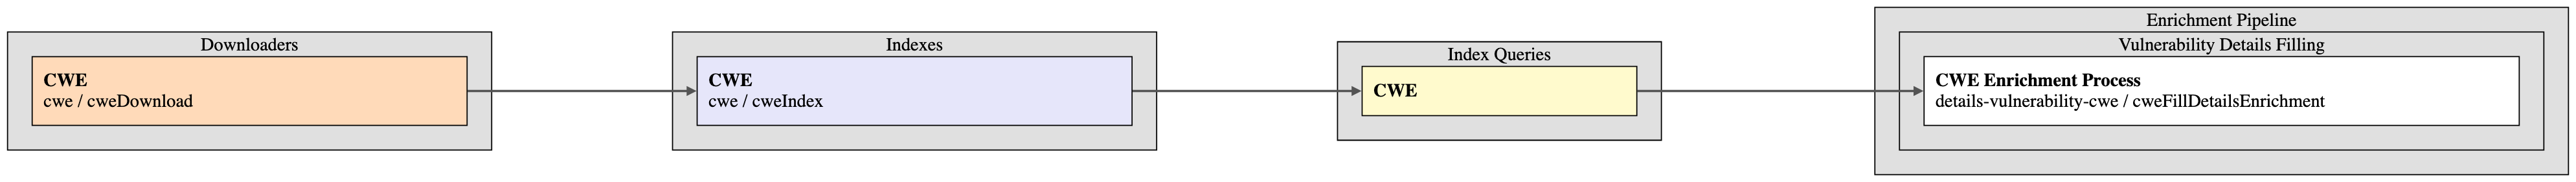 Downloaders
CWE
cwe / cweDownload
Indexes
CWE
cwe / cweIndex
Index Queries
CWE
Enrichment Pipeline
Vulnerability Details Filling
CWE Enrichment Process
details-vulnerability-cwe / cweFillDetailsEnrichment